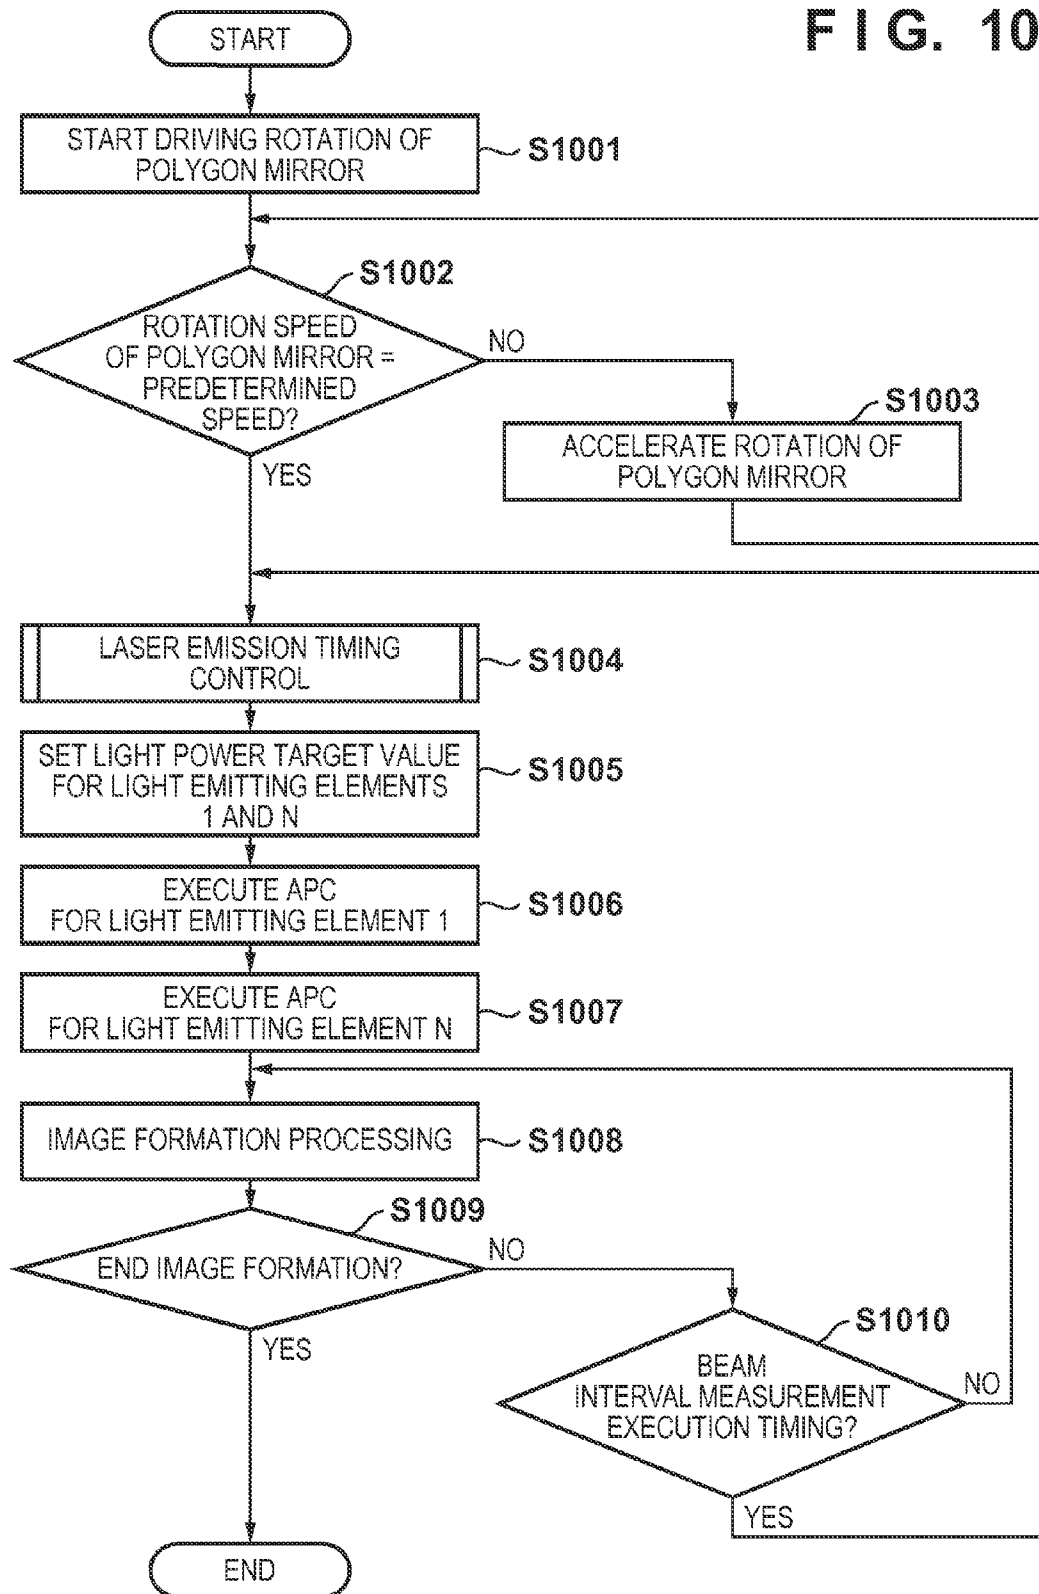 FIG. 10
START
START DRIVING ROTATION OF
POLYGON MIRROR
S1001
S1002
ROTATION SPEED
OF POLYGON MIRROR =
PREDETERMINED
SPEED?
NO
YES
S1003
ACCELERATE ROTATION OF
POLYGON MIRROR
LASER EMISSION TIMING
CONTROL
S1004
SET LIGHT POWER TARGET VALUE
FOR LIGHT EMITTING ELEMENTS
1 AND N
S1005
EXECUTE APC
FOR LIGHT EMITTING ELEMENT 1
S1006
EXECUTE APC
FOR LIGHT EMITTING ELEMENT N
S1007
IMAGE FORMATION PROCESSING
S1008
S1009
END IMAGE FORMATION?
NO
YES
S1010
BEAM
INTERVAL MEASUREMENT
EXECUTION TIMING?
NO
YES
END